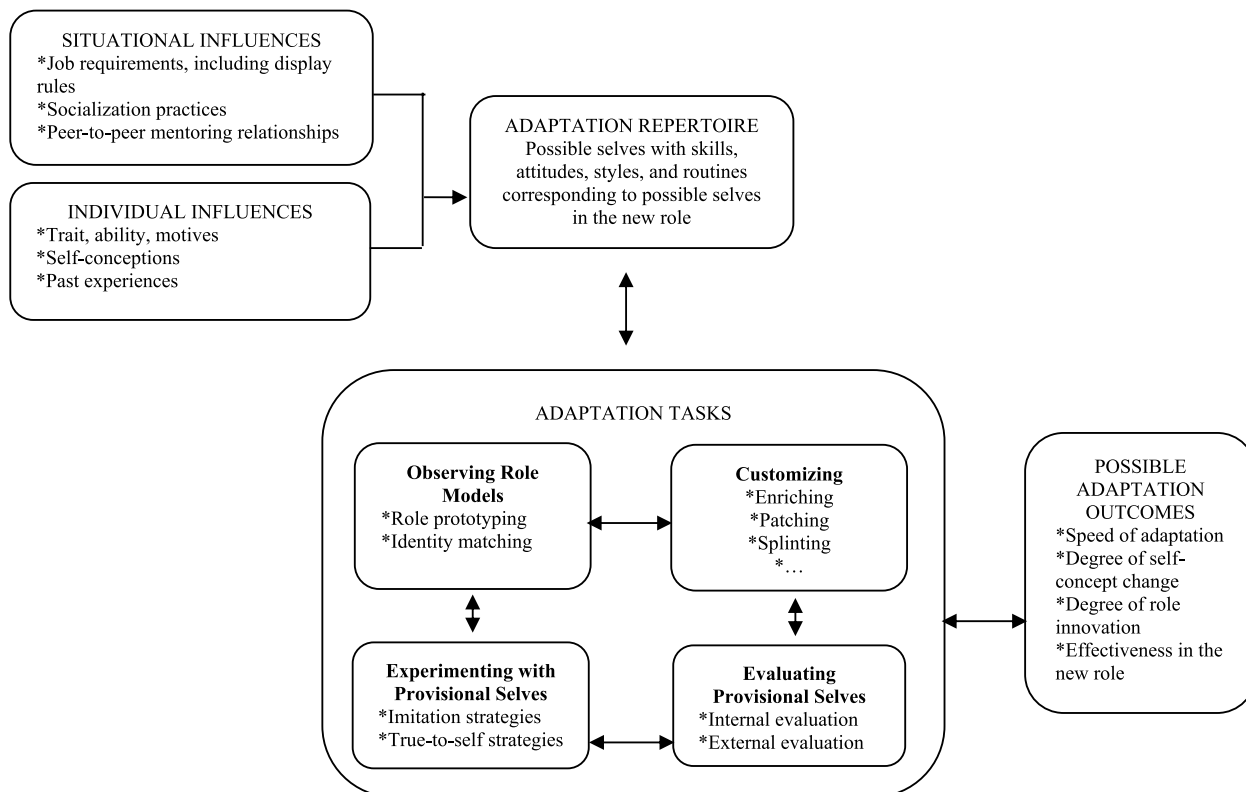 SITUATIONAL INFLUENCES
*Job requirements, including display
rules
*Socialization practices
*Peer-to-peer mentoring relationships
ADAPTATION REPERTOIRE
Possible selves with skills,
attitudes, styles, and routines
corresponding to possible selves
in the new role
INDIVIDUAL INFLUENCES
*Trait, ability, motives
*Self-conceptions
*Past experiences
ADAPTATION TASKS
Observing Role
Models
*Role prototyping
*Identity matching
Customizing
*Enriching
*Patching
*Splinting
*…
Experimenting with
Provisional Selves
*Imitation strategies
*True-to-self strategies
Evaluating
Provisional Selves
*Internal evaluation
*External evaluation
POSSIBLE
ADAPTATION
OUTCOMES
*Speed of adaptation
*Degree of self-
concept change
*Degree of role
innovation
*Effectiveness in the
new role